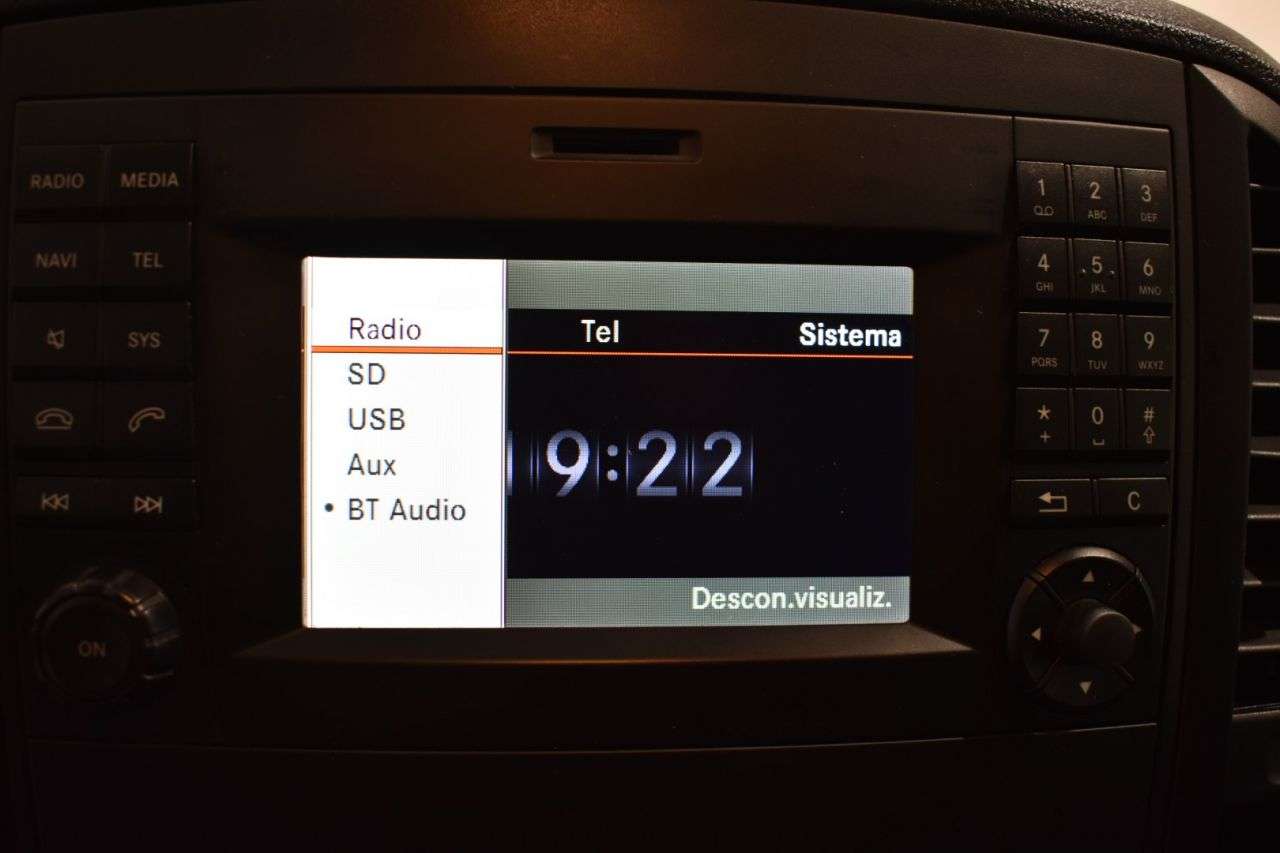 RADIO MEDIA
NAVI TEL
SYS
ON
Radio
SD
USB
Aux
• BT Audio
Tel Sistema
9:22
Descon.visualiz.
1 2 ABC 3 DEF
4 GHI 5 JKL 6 MNO
7 PQRS 8 TUV 9 WXYZ
* + 0 #
C